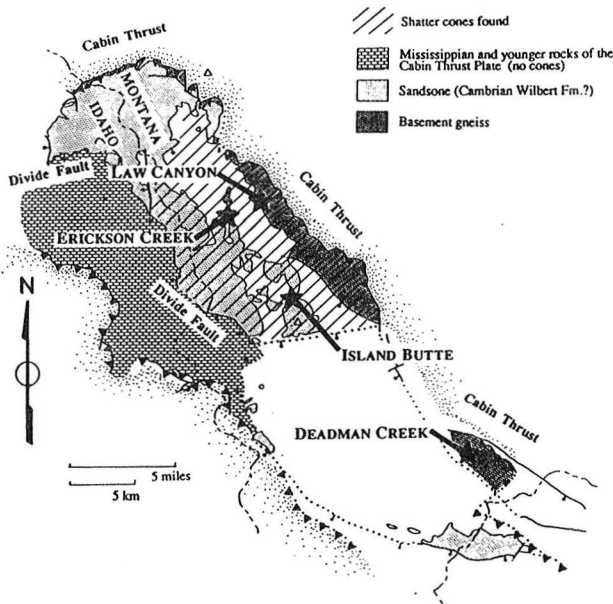 Shatter cones found
Mississippian and younger rocks of the
Cabin Thrust Plate (no cones)
Sandsone (Cambrian Wilbert Fm.?)
Basement gneiss
Cabin Thrust
MONTANA
IDAHO
Divide Fault
LAW CANYON
Cabin Thrust
ERICKSON CREEK
N
Divide Fault
ISLAND BUTTE
Cabin Thrust
DEADMAN CREEK
5 miles
5 km